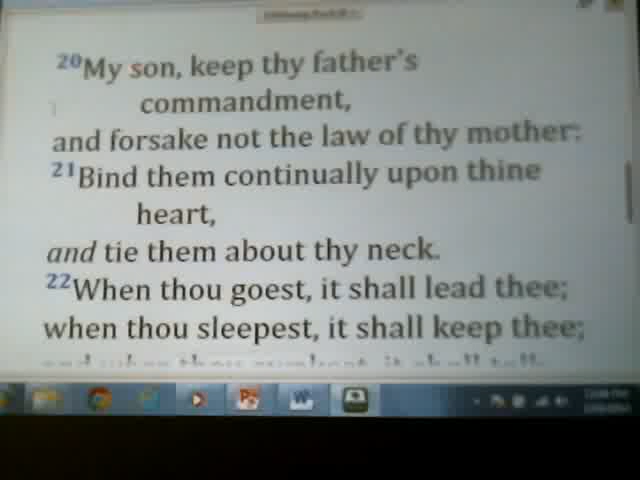 20My son, keep thy father's
commandment,
and forsake not the law of thy mother:
21Bind them continually upon thine
heart,
and tie them about thy neck.
22When thou goest, it shall lead thee;
when thou sleepest, it shall keep thee;